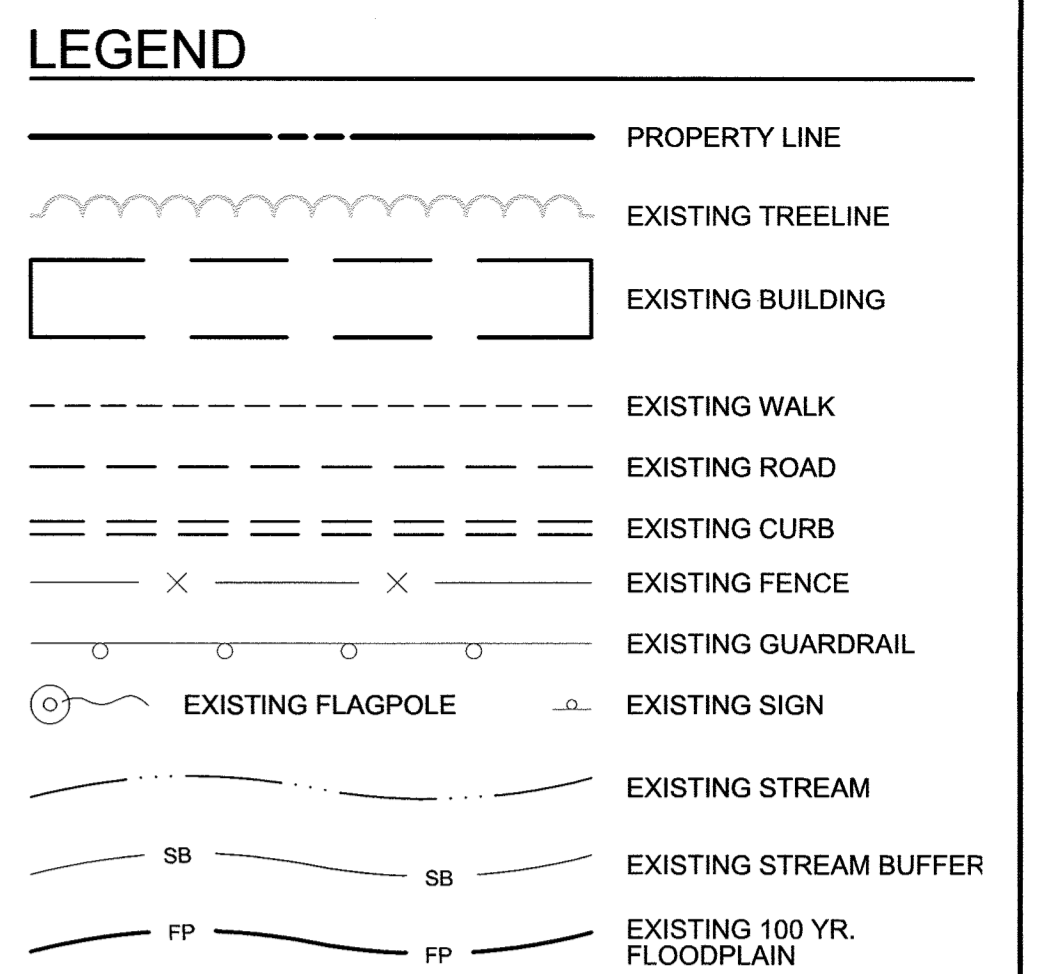 LEGEND
PROPERTY LINE
EXISTING TREELINE
EXISTING BUILDING
EXISTING WALK
EXISTING ROAD
EXISTING CURB
EXISTING FENCE
EXISTING GUARDRAIL
EXISTING FLAGPOLE EXISTING SIGN
EXISTING STREAM
SB SB EXISTING STREAM BUFFER
FP FP EXISTING 100 YR.
FLOODPLAIN